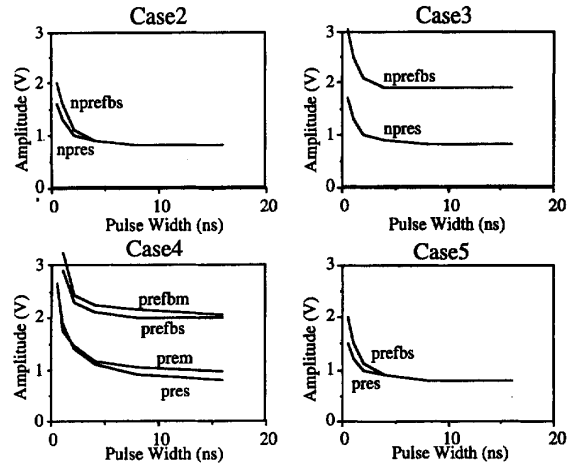 Case2
Amplitude (V)
3
2
1
0
nprefbs
npres
0
10
20
Pulse Width (ns)
Case3
Amplitude (V)
3
2
1
0
nprefbs
npres
0
10
20
Pulse Width (ns)
Case4
Amplitude (V)
3
2
1
0
prefbm
prefbs
prem
pres
0
10
20
Pulse Width (ns)
Case5
Amplitude (V)
3
2
1
0
prefbs
pres
0
10
20
Pulse Width (ns)